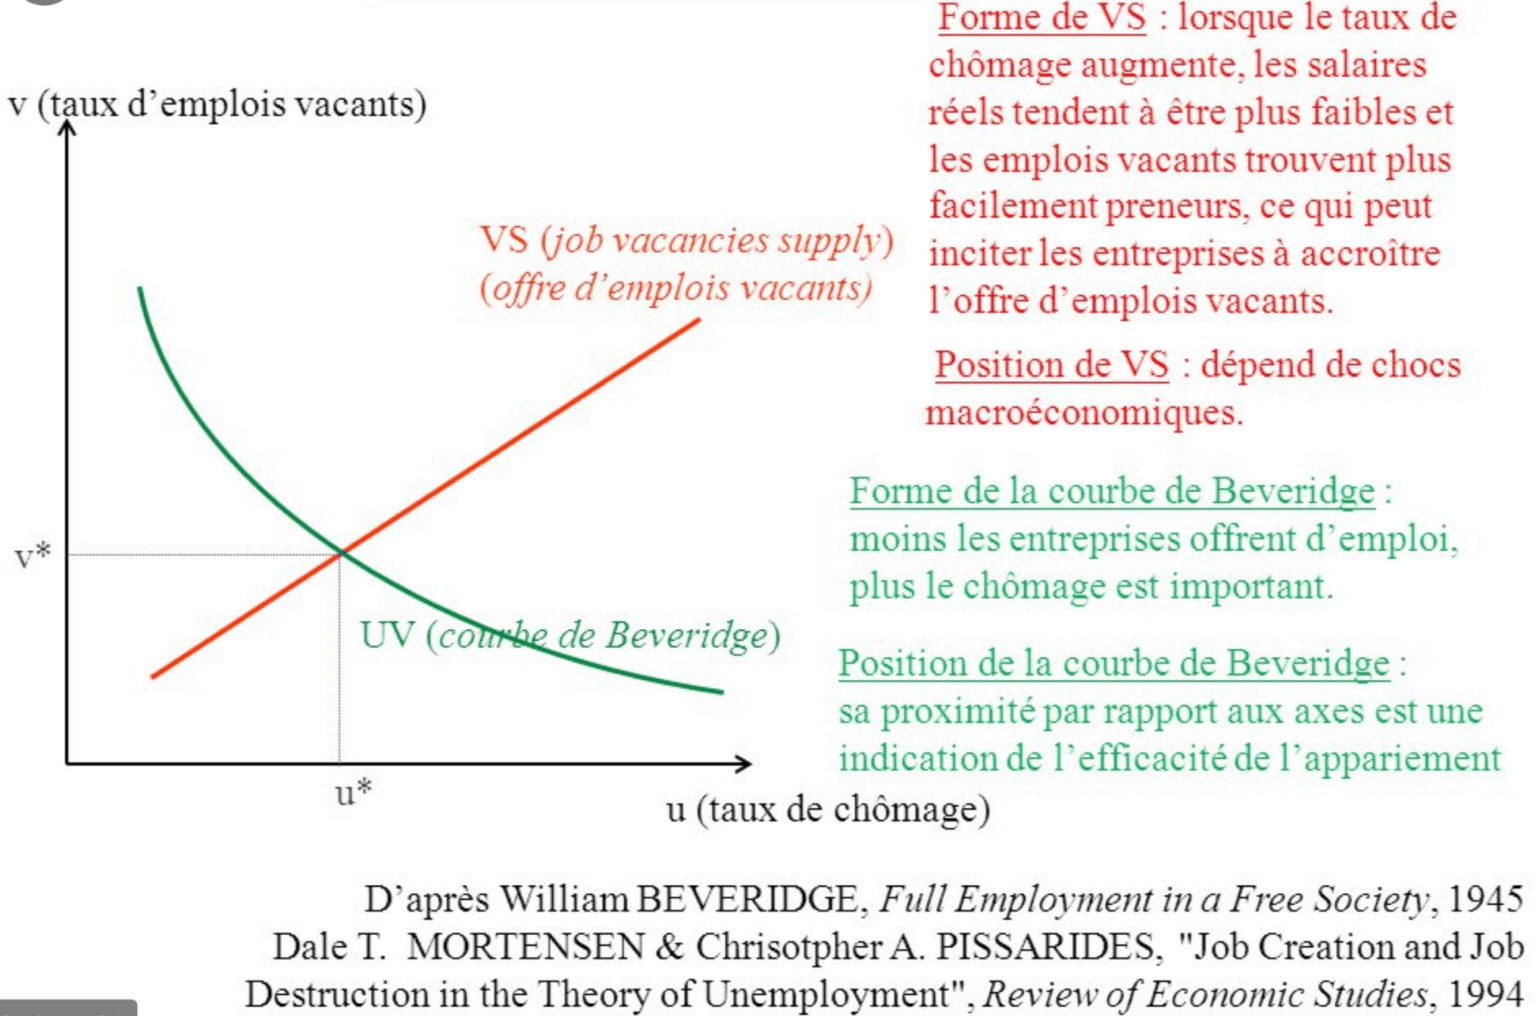 Forme de VS : lorsque le taux de
chômage augmente, les salaires
réels tendent à être plus faibles et
les emplois vacants trouvent plus
facilement preneurs, ce qui peut
inciter les entreprises à accroître
l’offre d’emplois vacants.
Position de VS : dépend de chocs
macroéconomiques.
v (taux d’emplois vacants)
VS (job vacancies supply)
(offre d’emplois vacants)
Forme de la courbe de Beveridge :
moins les entreprises offrent d’emploi,
plus le chômage est important.
v*
UV (courbe de Beveridge)
Position de la courbe de Beveridge :
sa proximité par rapport aux axes est une
indication de l’efficacité de l’appariement
u*
u (taux de chômage)
D’après William BEVERIDGE, Full Employment in a Free Society, 1945
Dale T. MORTENSEN & Chrisotpher A. PISSARIDES, "Job Creation and Job
Destruction in the Theory of Unemployment", Review of Economic Studies, 1994